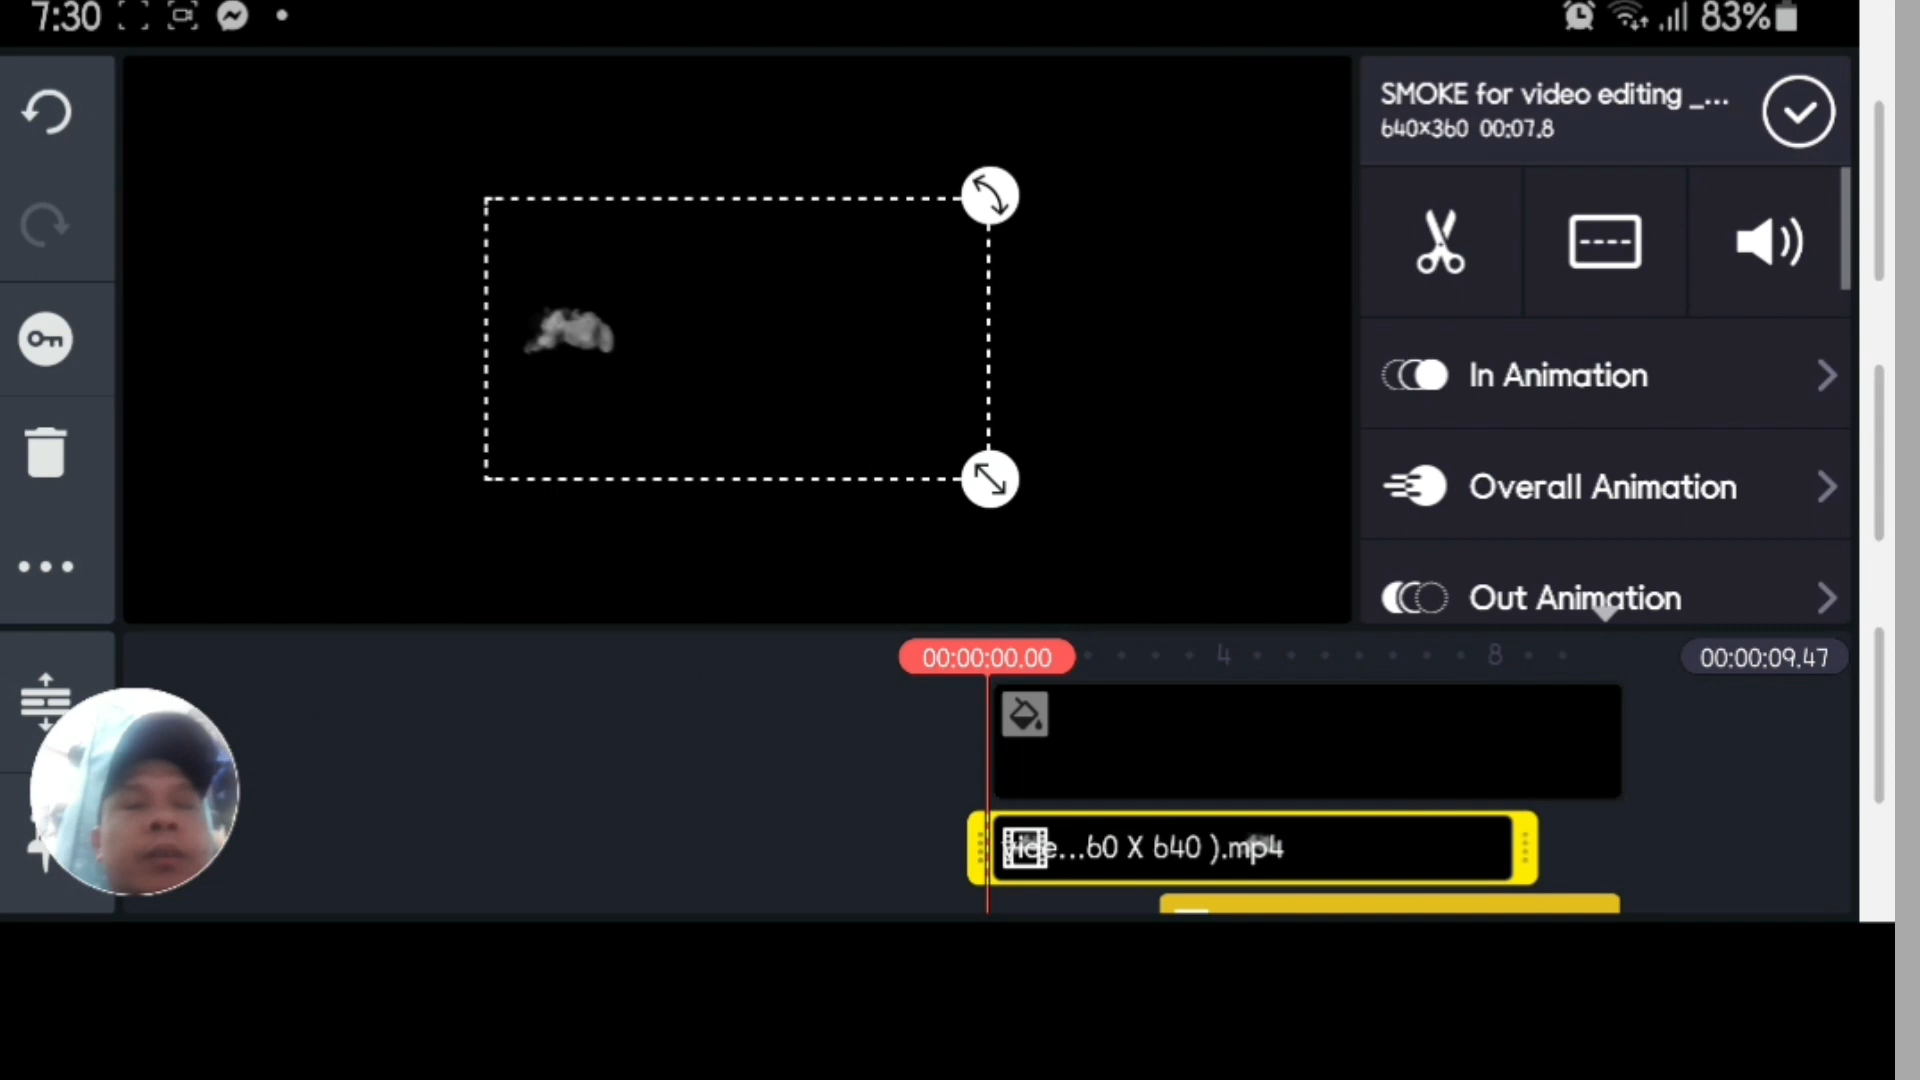 7:30
83%
SMOKE for video editing _...
640×360 00:07.8
In Animation
Overall Animation
Out Animation
00:00:00.00
4
8
00:00:09.47
vide...60 X 640 ).mp4